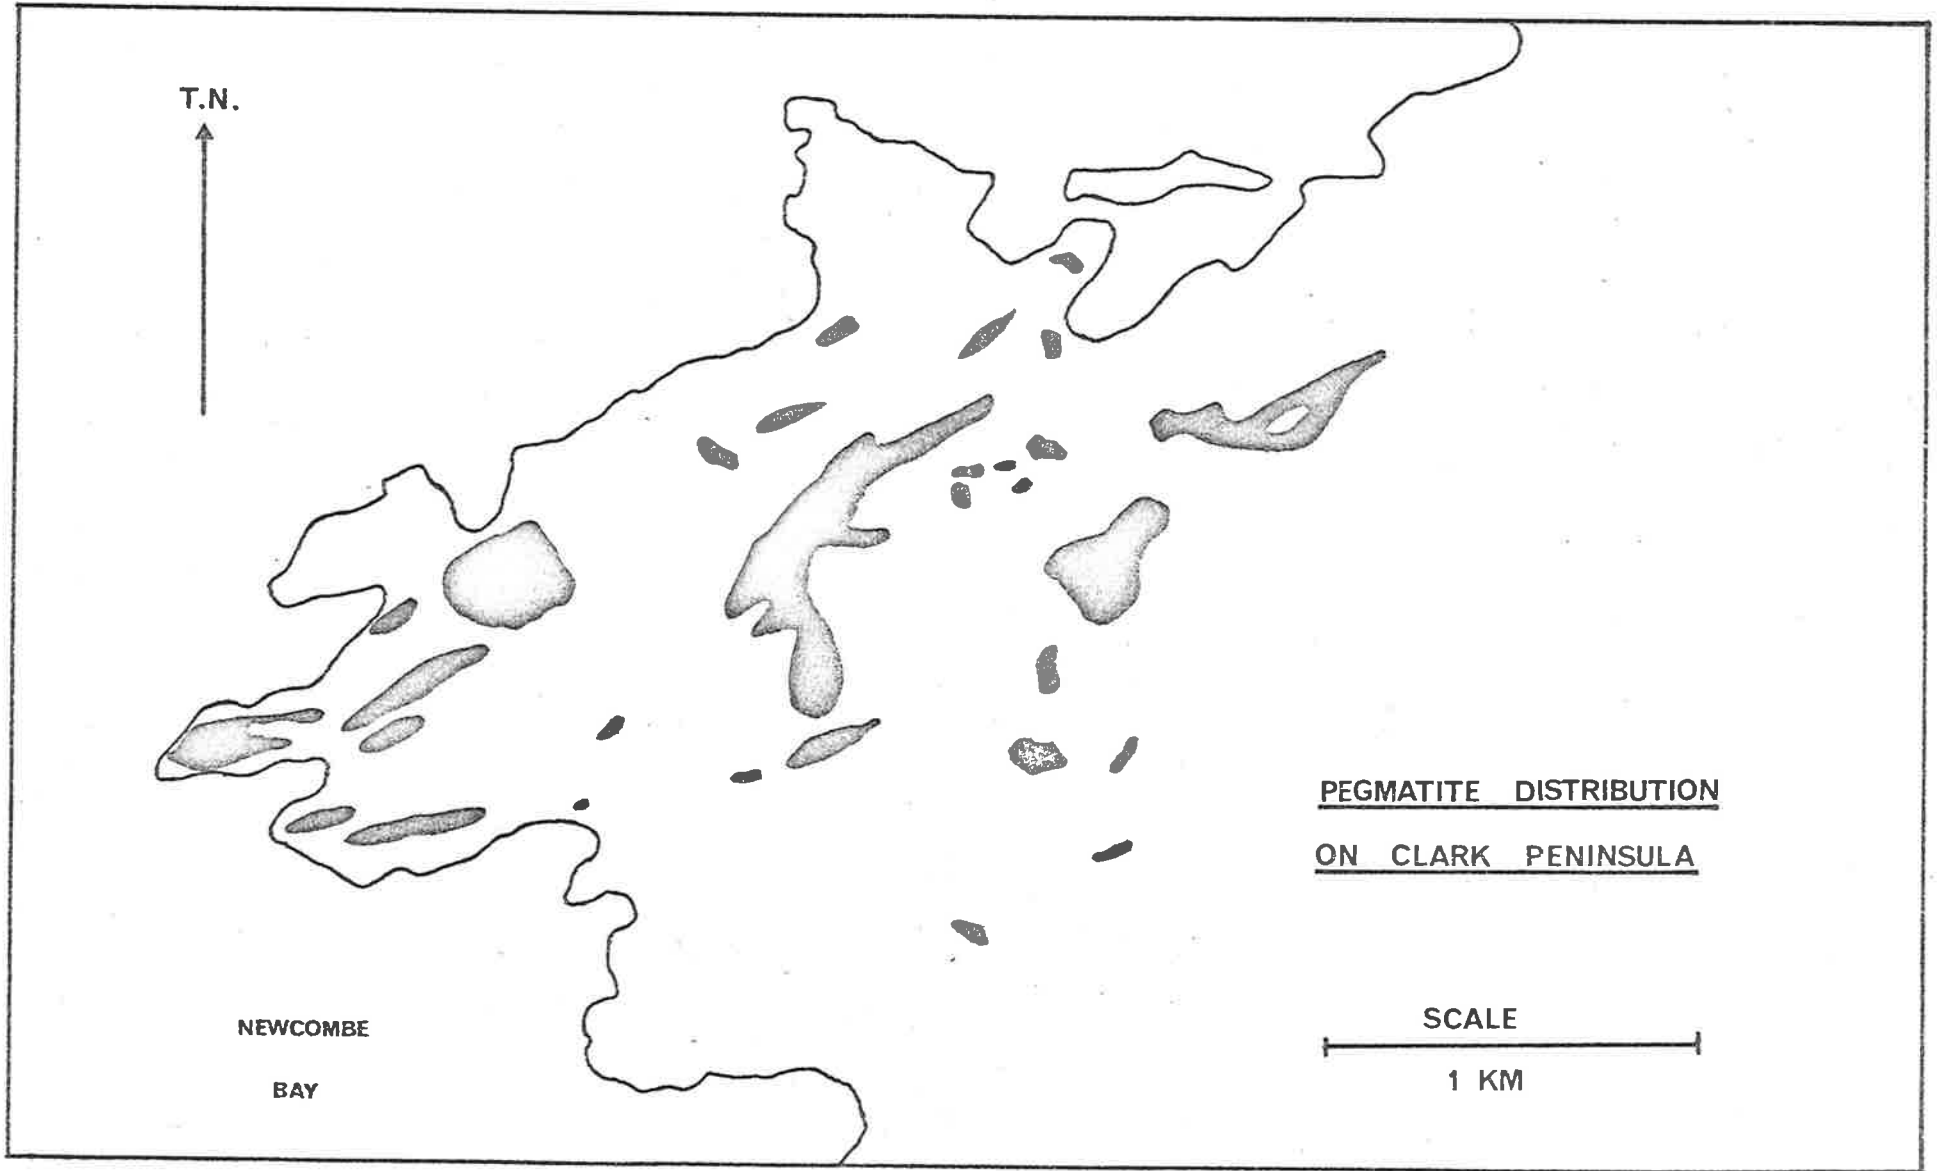 T.N.
PEGMATITE DISTRIBUTION
ON CLARK PENINSULA
NEWCOMBE
BAY
SCALE
1 KM